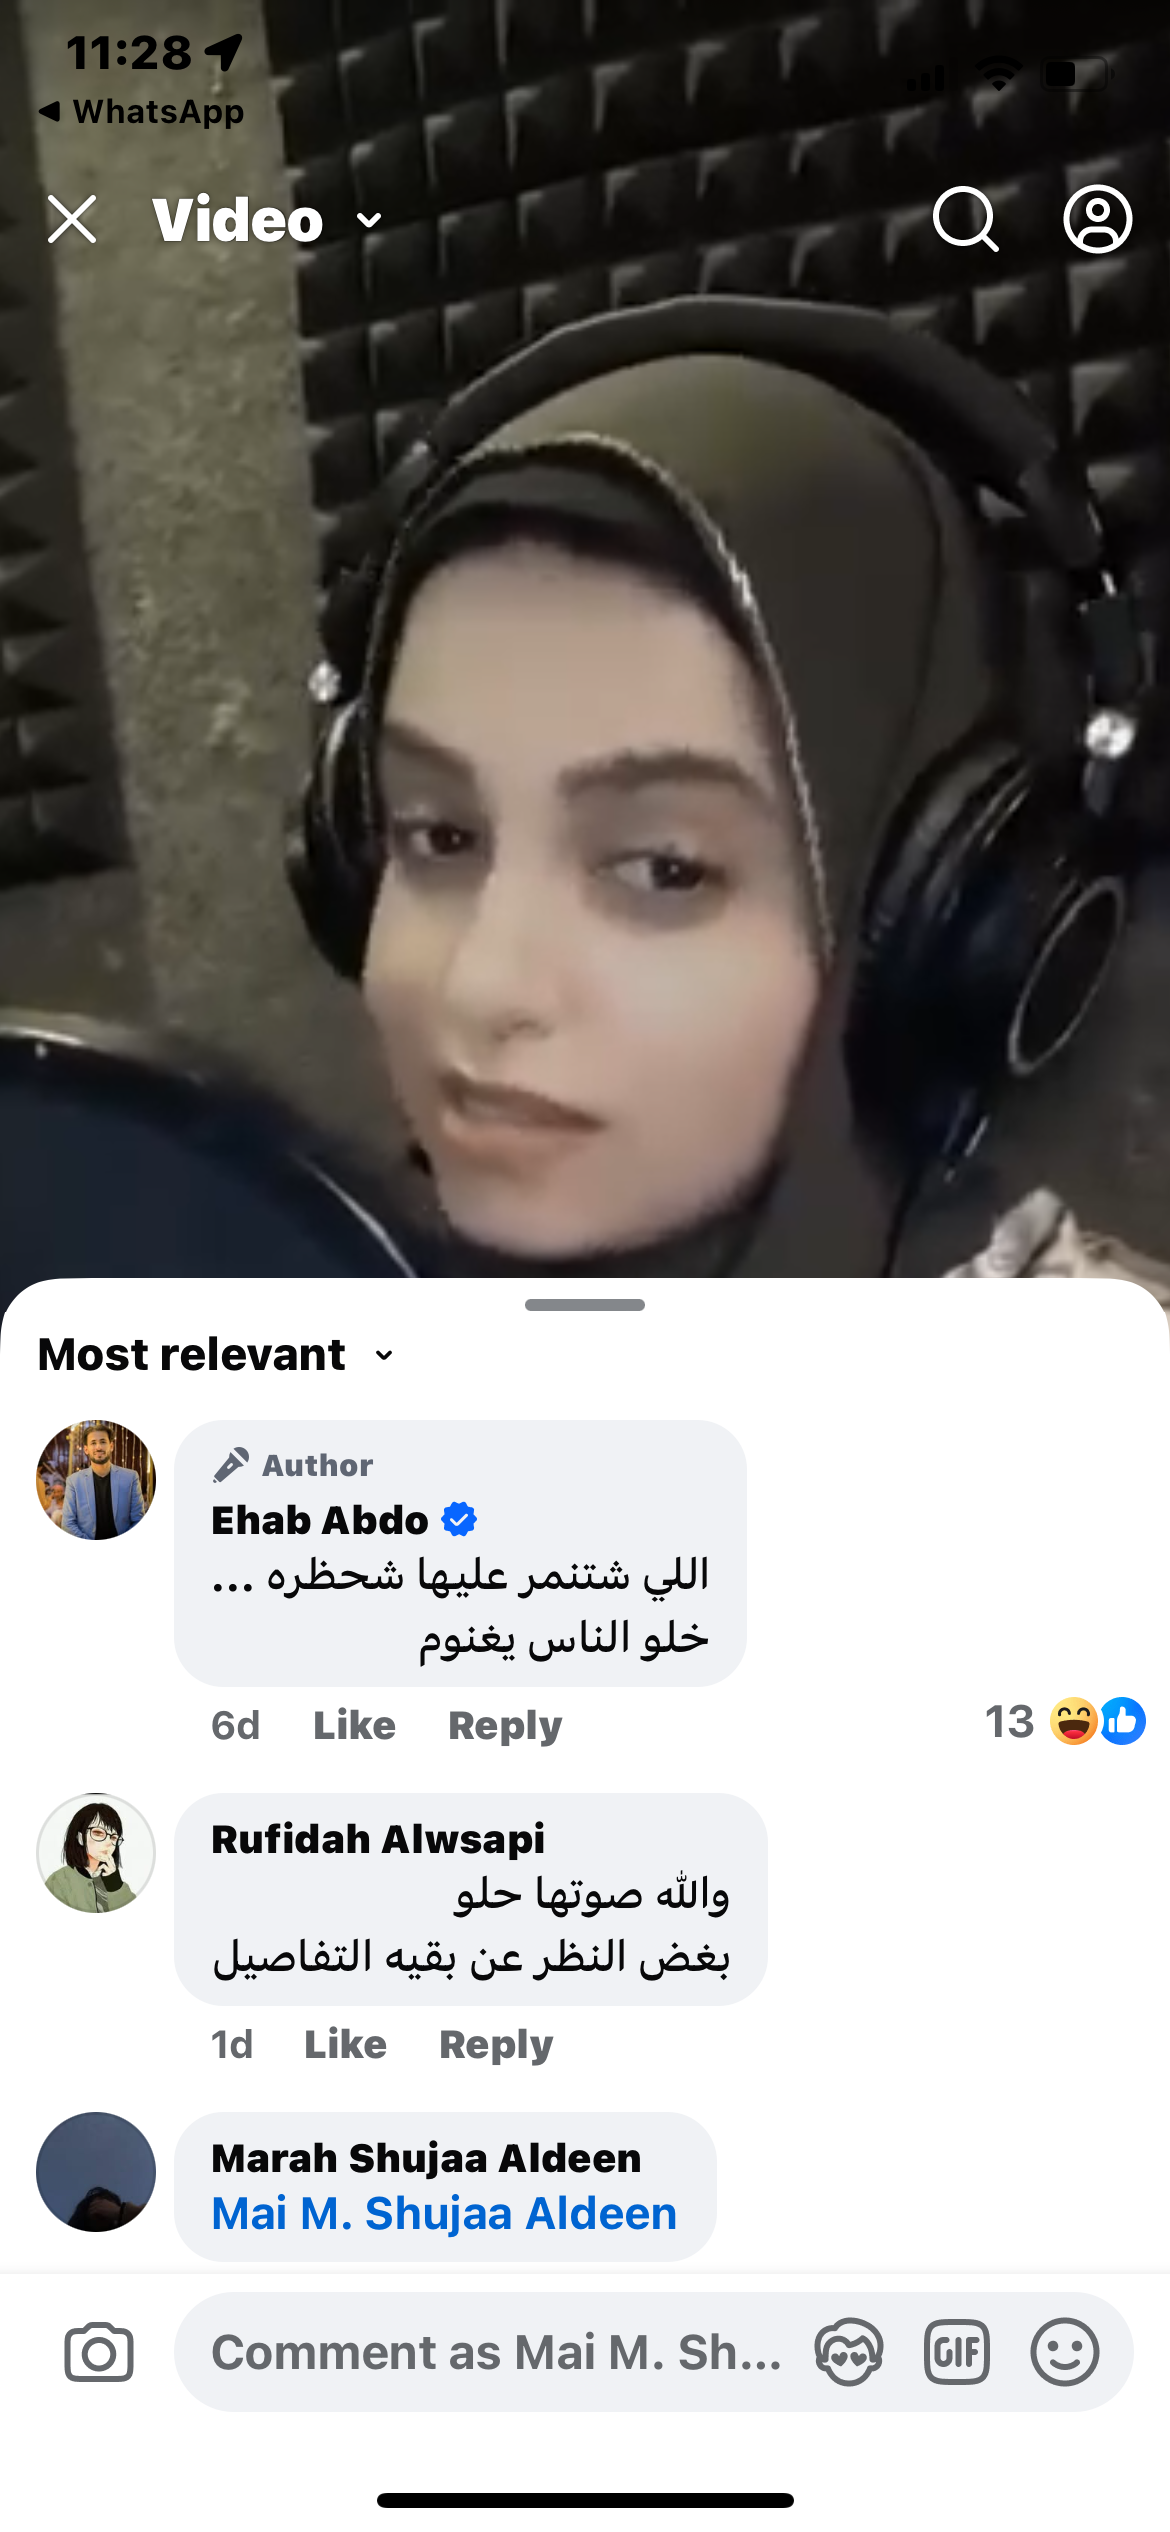 11:28
WhatsApp
Video
Most relevant
Author
Ehab Abdo
اللي شتنمر عليها شحظره ...
خلو الناس يغنوم
6d Like Reply
13
Rufidah Alwsapi
والله صوتها حلو
بغض النظر عن بقيه التفاصيل
1d Like Reply
Marah Shujaa Aldeen
Mai M. Shujaa Aldeen
Comment as Mai M. Sh...
GIF